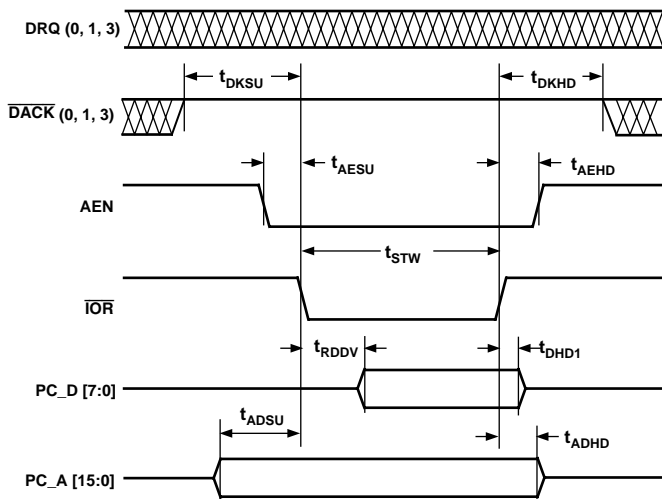 DRQ (0, 1, 3)
tDKSU
tDKHD
DACK (0, 1, 3)
tAESU
tAEHD
AEN
tSTW
IOR
tRDDV
tDHD1
PC_D [7:0]
tADSU
tADHD
PC_A [15:0]